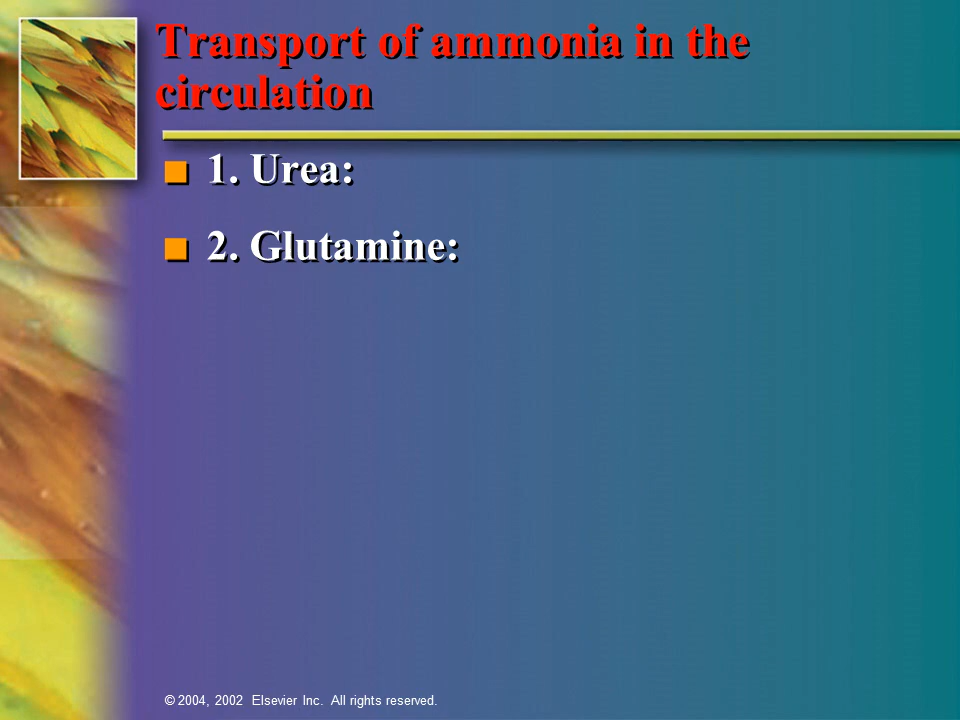 Transport of ammonia in the
circulation
1. Urea:
2. Glutamine:
© 2004, 2002 Elsevier Inc. All rights reserved.